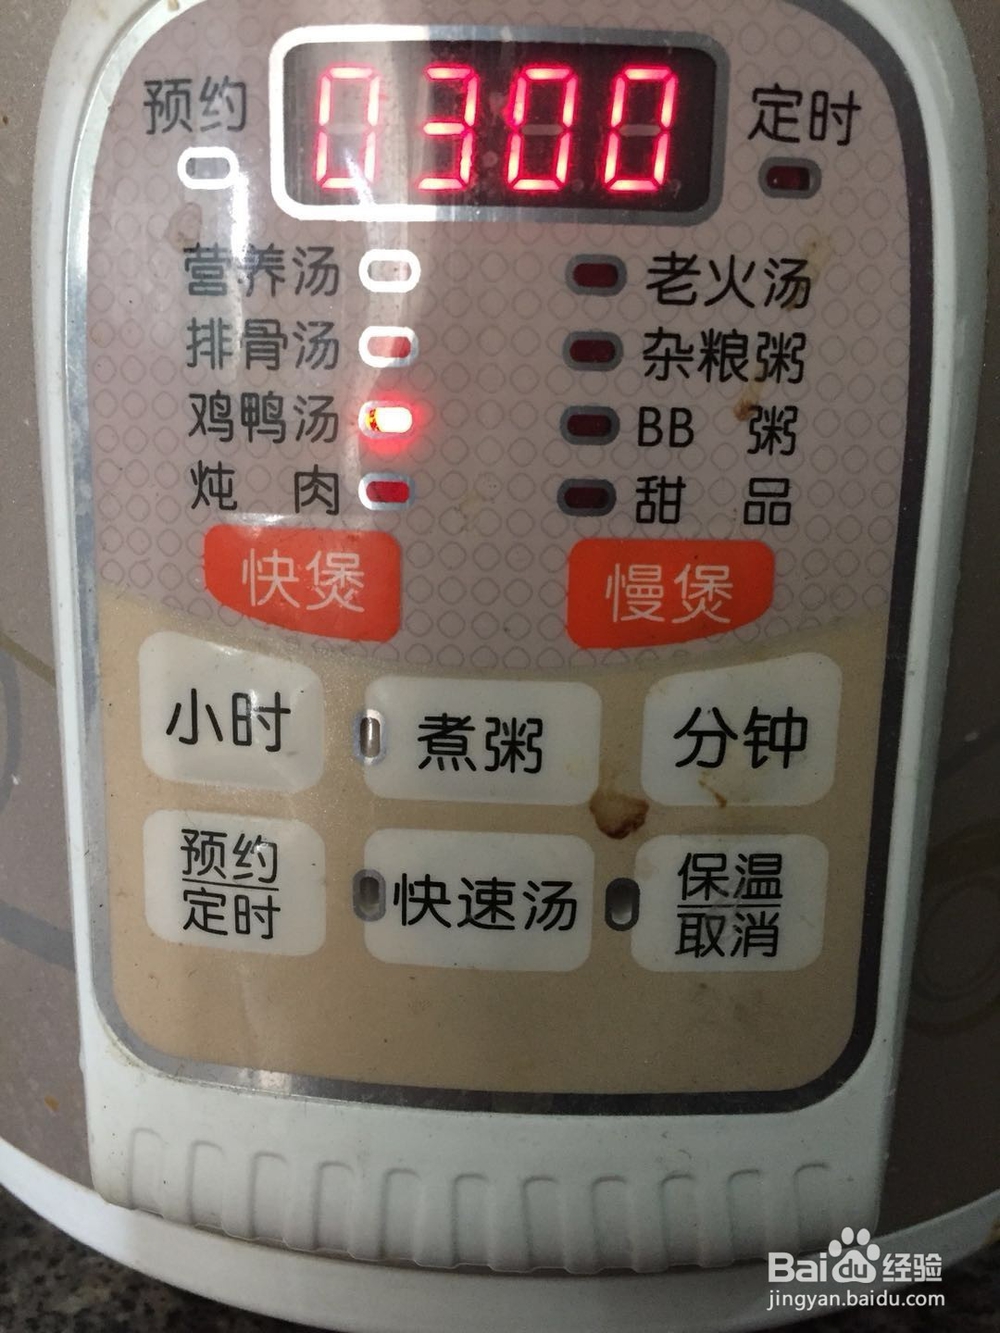 0300
预约
定时
营养汤
老火汤
排骨汤
杂粮粥
鸡鸭汤
BB 粥
炖 肉
甜 品
快煲
慢煲
小时
煮粥
分钟
预约
定时
快速汤
保温
取消
Baidu经验
jingyan.baidu.com